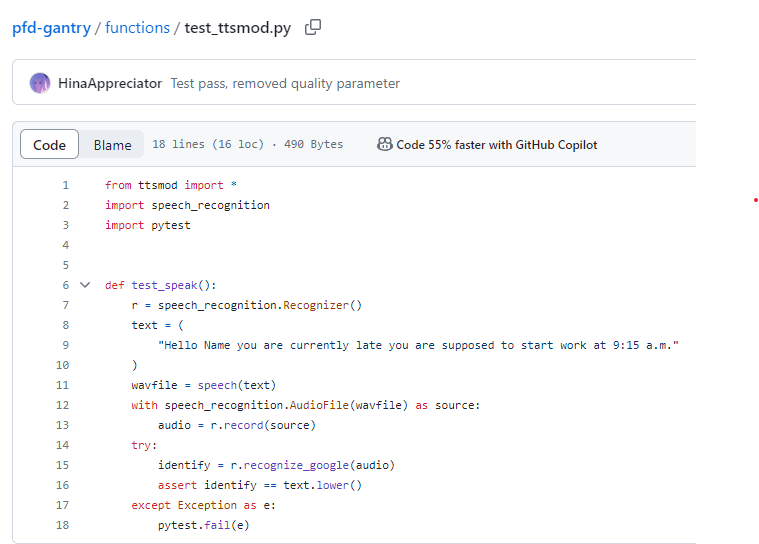 pfd-gantry / functions / test_ttsmod.py
HinaAppreciator Test pass, removed quality parameter
Code Blame 18 lines (16 loc) · 490 Bytes Code 55% faster with GitHub Copilot
1 from ttsmod import *
2 import speech_recognition
3 import pytest
4
5
6 def test_speak():
7 r = speech_recognition.Recognizer()
8 text = (
9 "Hello Name you are currently late you are supposed to start work at 9:15 a.m."
10 )
11 wavfile = speech(text)
12 with speech_recognition.AudioFile(wavfile) as source:
13 audio = r.record(source)
14 try:
15 identify = r.recognize_google(audio)
16 assert identify == text.lower()
17 except Exception as e:
18 pytest.fail(e)